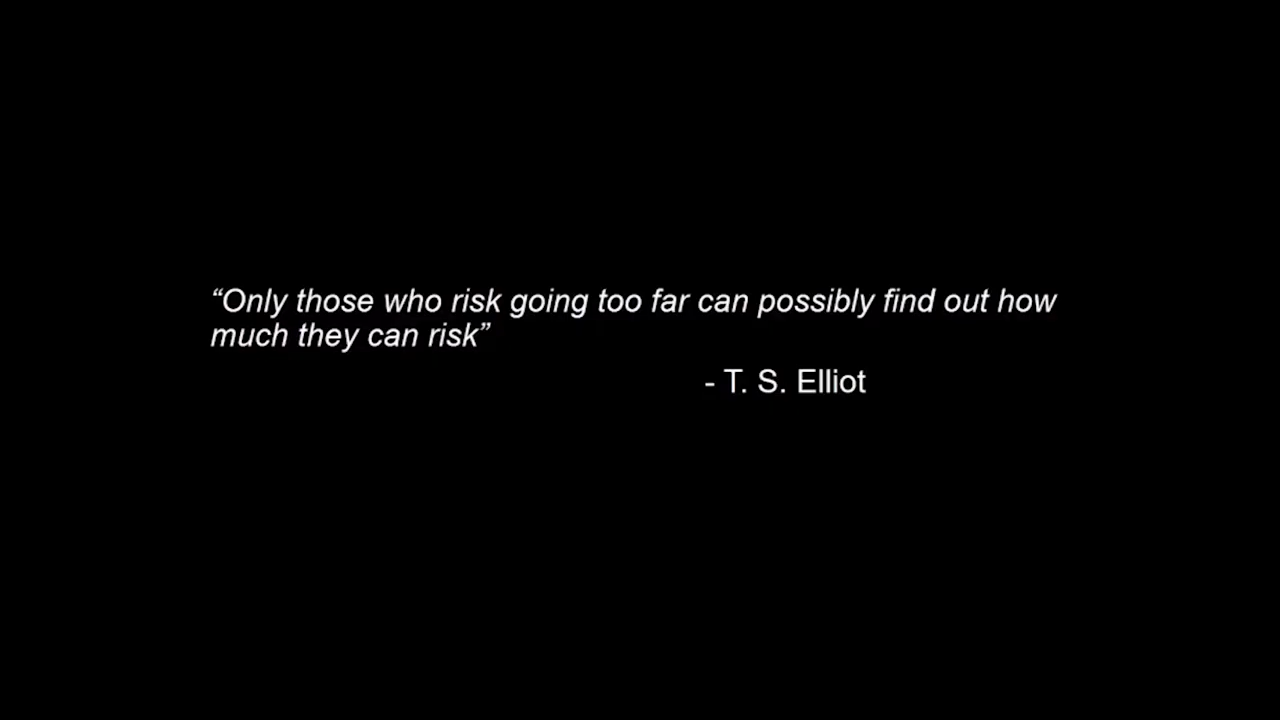 “Only those who risk going too far can possibly find out how
much they can risk”
- T. S. Elliot